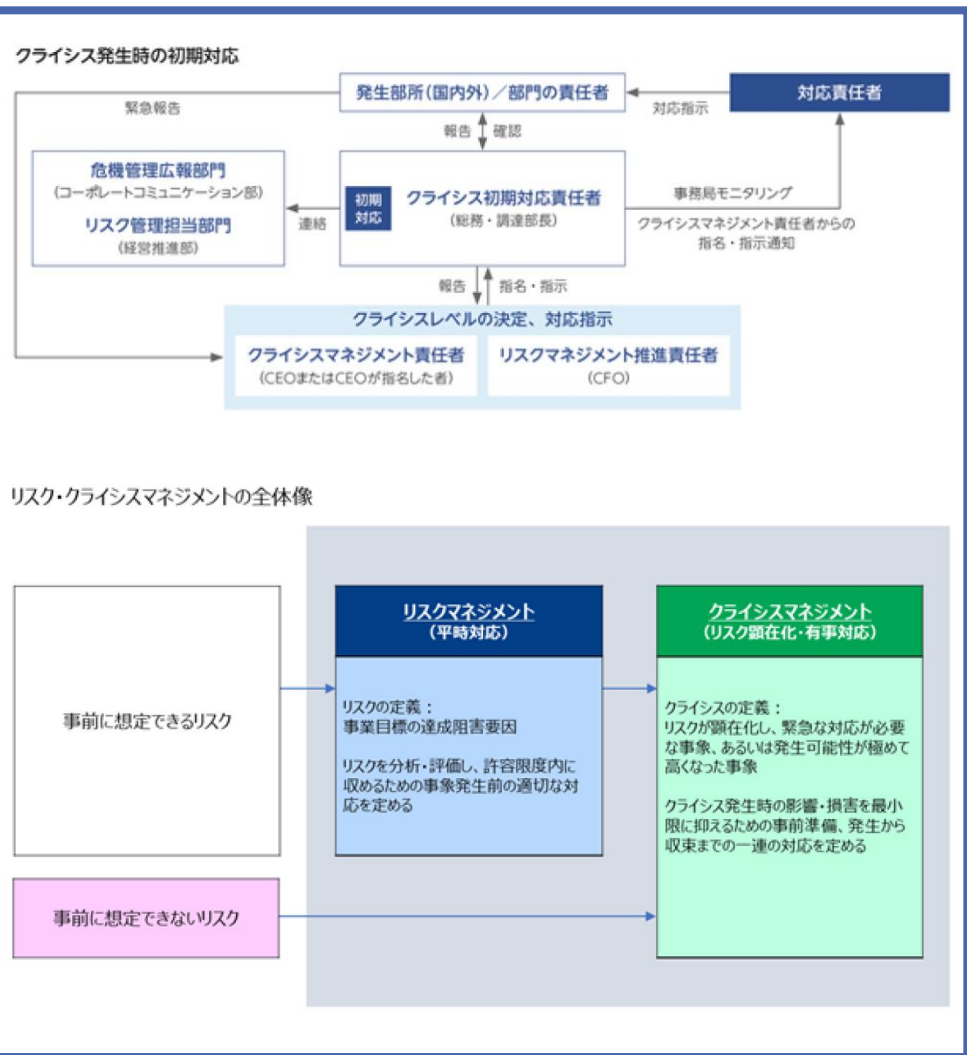 クライシス発生時の初期対応
発生部所(国内外)／部門の責任者
対応責任者
緊急報告
対応指示
報告
確認
危機管理広報部門
(コーポレートコミュニケーション部)
リスク管理担当部門
(経営推進部)
連絡
初期
対応
クライシス初期対応責任者
(総務・調達部長)
事務局モニタリング
クライシスマネジメント責任者からの
指名・指示通知
報告
指名・指示
クライシスレベルの決定、対応指示
クライシスマネジメント責任者
(CEOまたはCEOが指名した者)
リスクマネジメント推進責任者
(CFO)
リスク・クライシスマネジメントの全体像
事前に想定できるリスク
リスクマネジメント
(平時対応)
リスクの定義：
事業目標の達成阻害要因
リスクを分析・評価し、許容限度内に
収めるための事象発生前の適切な対
応を定める
クライシスマネジメント
(リスク顕在化・有事対応)
クライシスの定義：
リスクが顕在化し、緊急な対応が必要
な事象、あるいは発生可能性が極めて
高くなった事象
クライシス発生時の影響・損害を最小
限に抑えるための事前準備、発生から
収束までの一連の対応を定める
事前に想定できないリスク